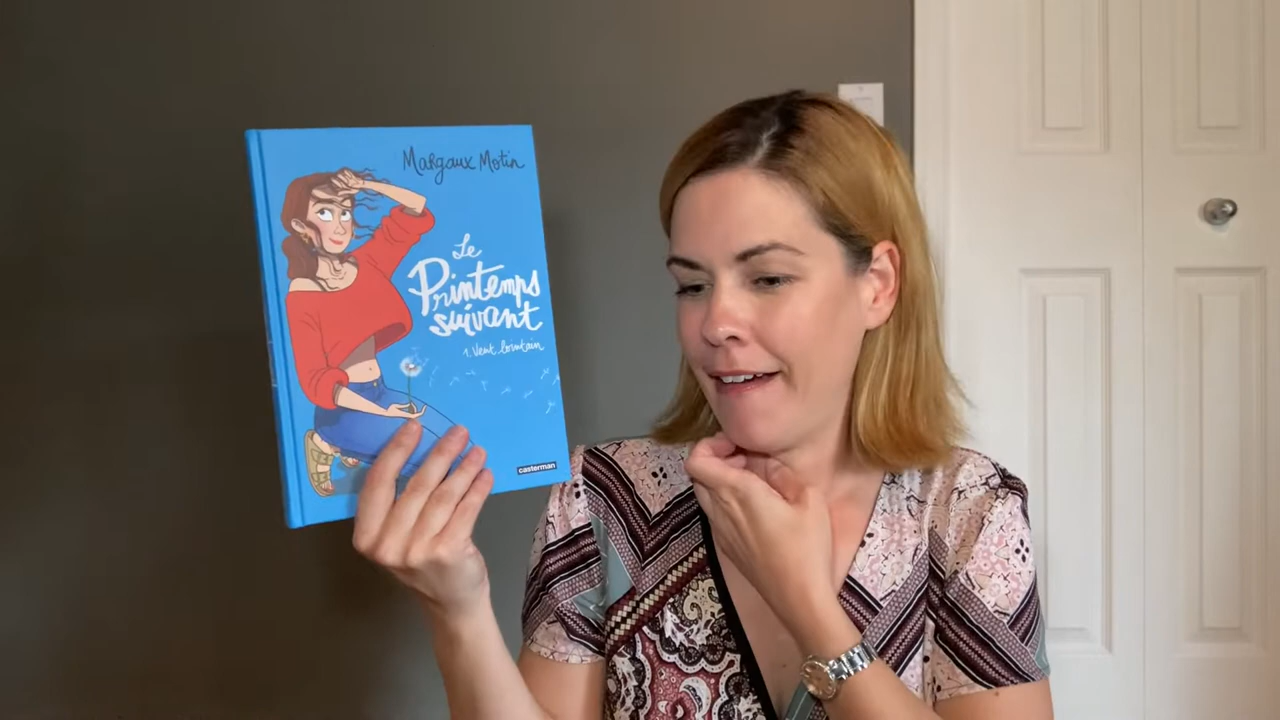 Margaux Motin
Le
Printemps
suivant
1. Vent lointain
casterman